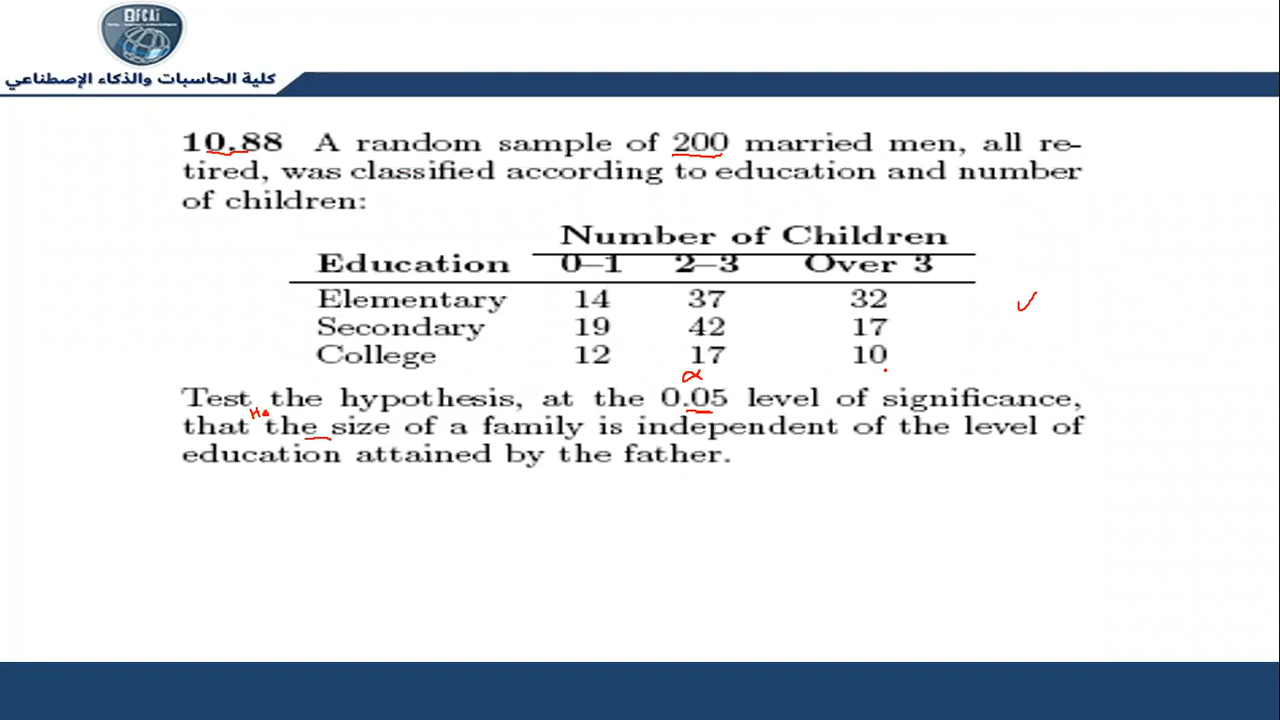 BFCAI
كلية الحاسبات والذكاء الإصطناعي
10.88 A random sample of 200 married men, all re-
tired, was classified according to education and number
of children:
Number of Children
Education 0–1 2–3 Over 3
Elementary 14 37 32 ✓
Secondary 19 42 17
College 12 17 10
α
Test the hypothesis, at the 0.05 level of significance,
H₀
that the size of a family is independent of the level of
education attained by the father.